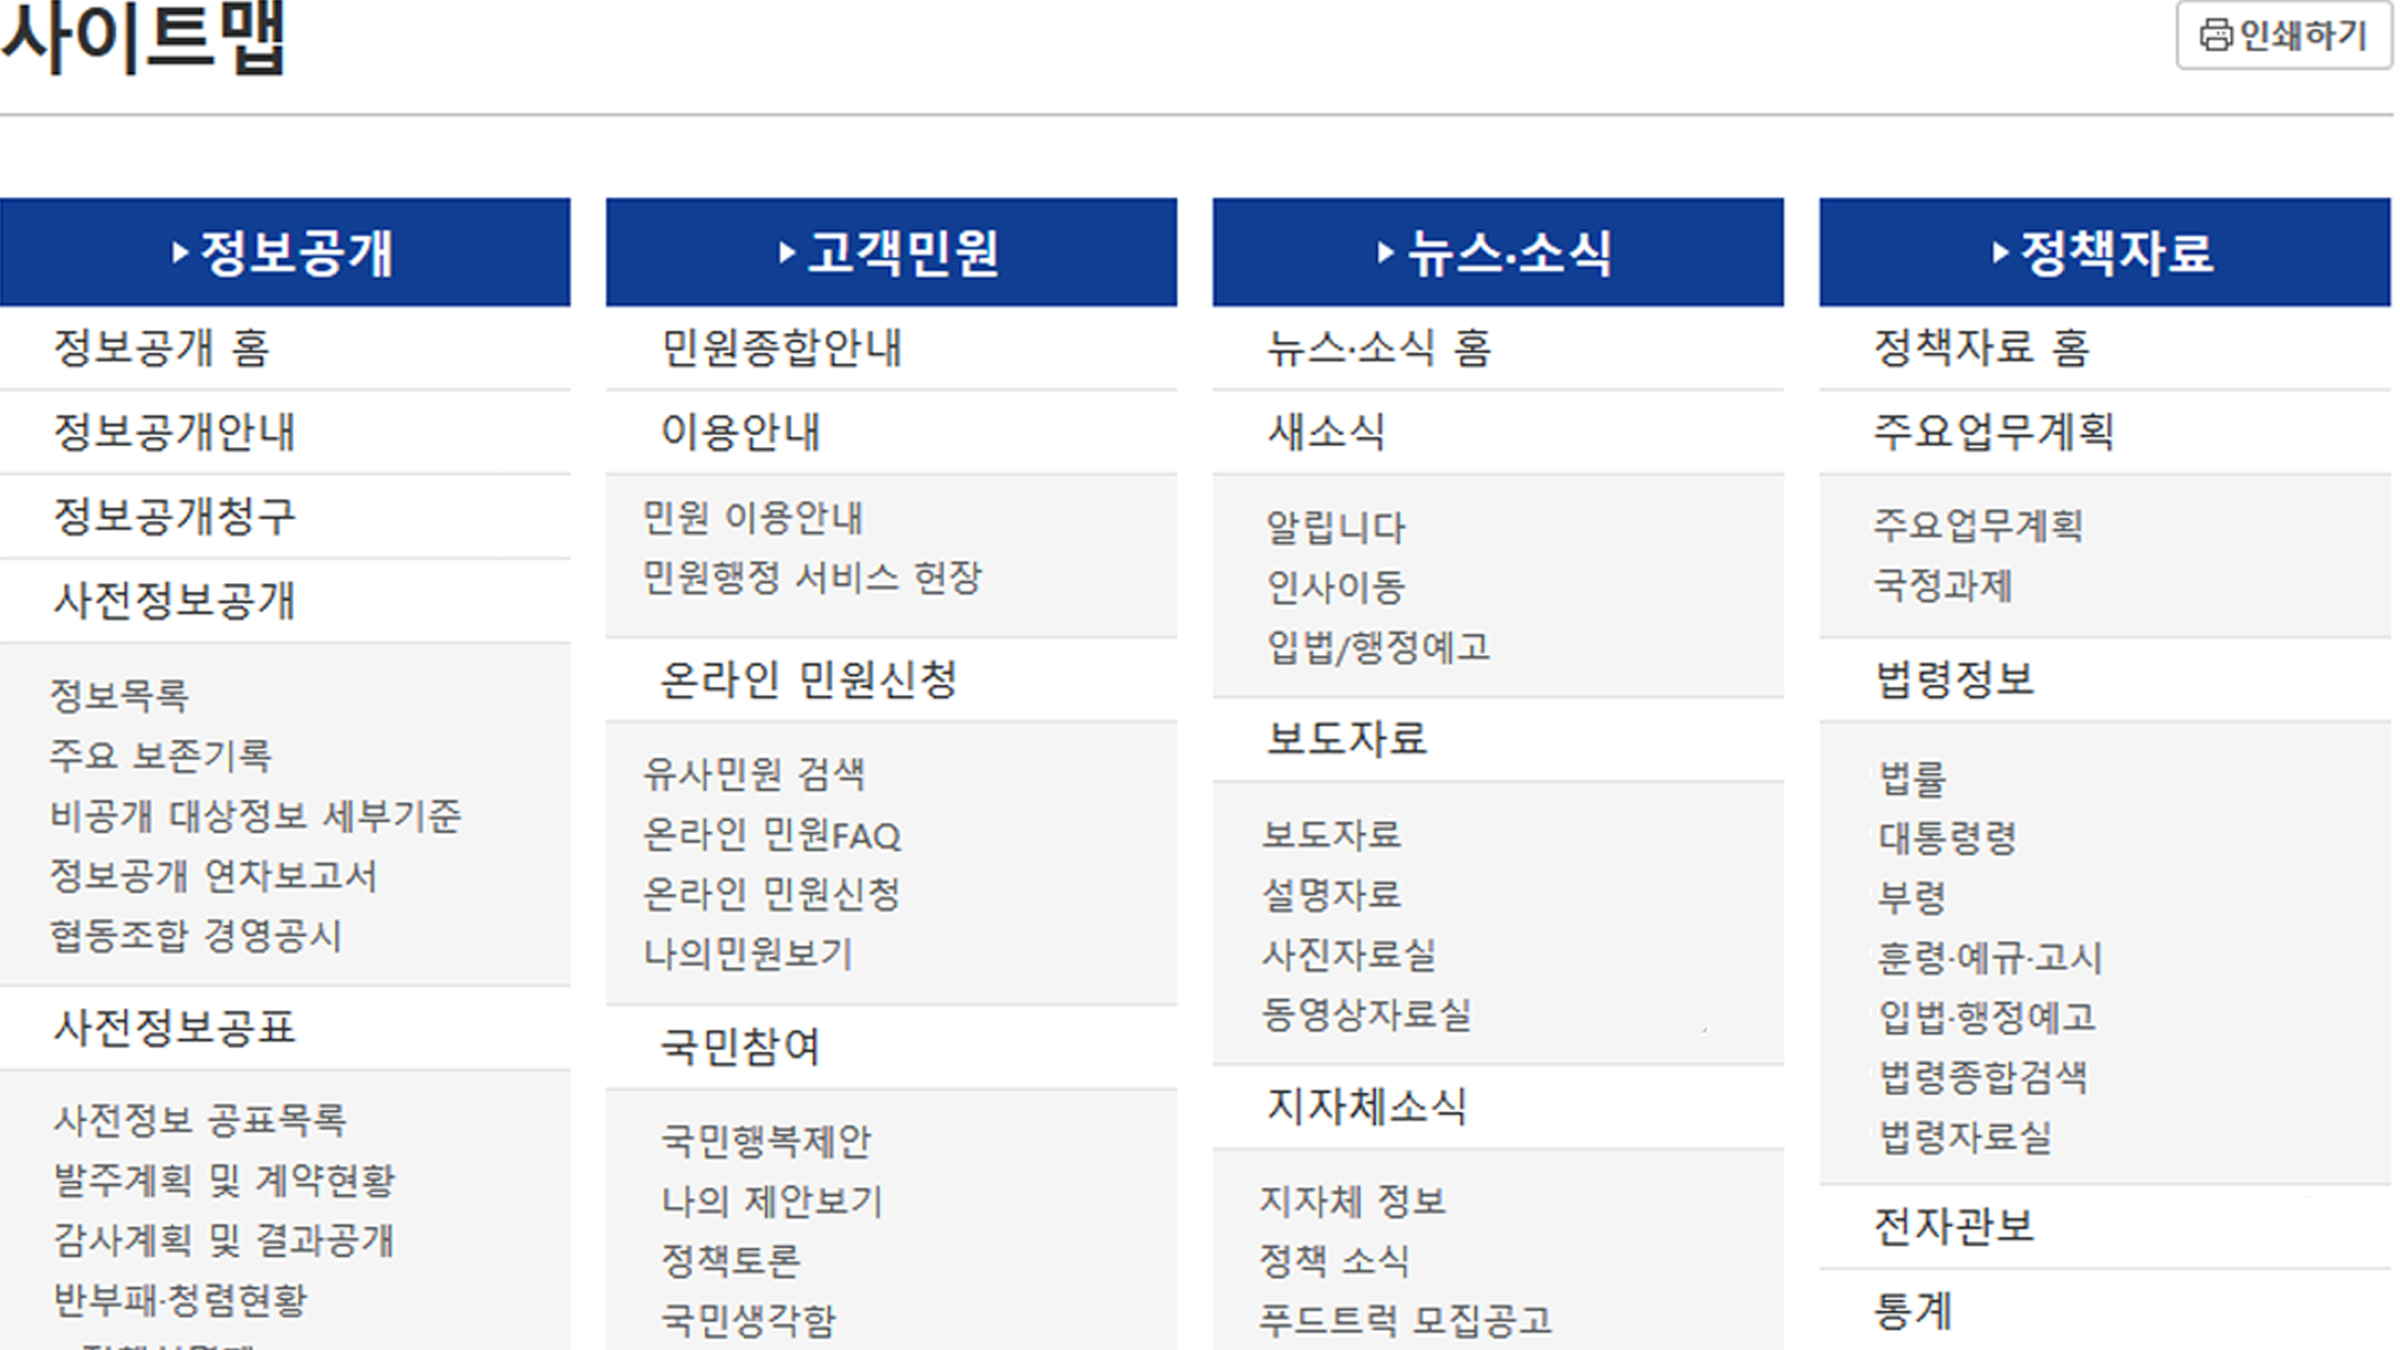 사이트맵
인쇄하기
정보공개
정보공개 홈
정보공개안내
정보공개청구
사전정보공개
정보목록
주요 보존기록
비공개 대상정보 세부기준
정보공개 연차보고서
협동조합 경영공시
사전정보공표
사전정보 공표목록
발주계획 및 계약현황
감사계획 및 결과공개
반부패·청렴현황
고객민원
민원종합안내
이용안내
민원 이용안내
민원행정 서비스 헌장
온라인 민원신청
유사민원 검색
온라인 민원FAQ
온라인 민원신청
나의민원보기
국민참여
국민행복제안
나의 제안보기
정책토론
국민생각함
뉴스·소식
뉴스·소식 홈
새소식
알립니다
인사이동
입법/행정예고
보도자료
보도자료
설명자료
사진자료실
동영상자료실
지자체소식
지자체 정보
정책 소식
푸드트럭 모집공고
정책자료
정책자료 홈
주요업무계획
주요업무계획
국정과제
법령정보
법률
대통령령
부령
훈령·예규·고시
입법·행정예고
법령종합검색
법령자료실
전자관보
통계